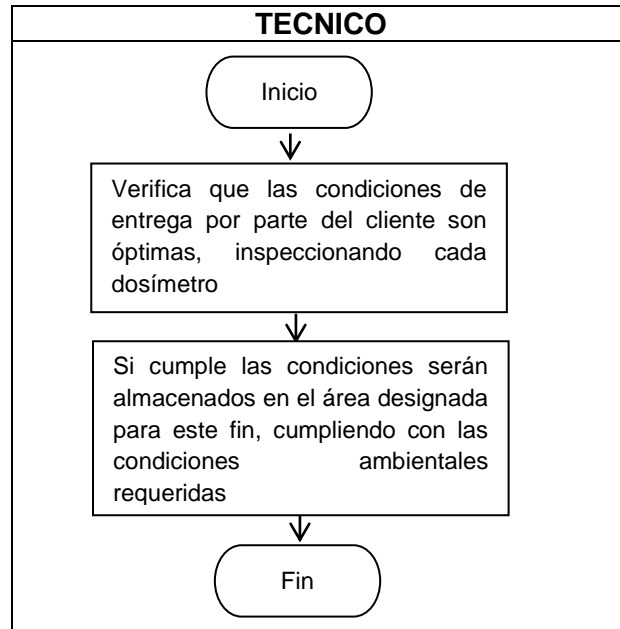 TECNICO
Inicio
Verifica que las condiciones de
entrega por parte del cliente son
óptimas, inspeccionando cada
dosímetro
Si cumple las condiciones serán
almacenados en el área designada
para este fin, cumpliendo con las
condiciones ambientales
requeridas
Fin